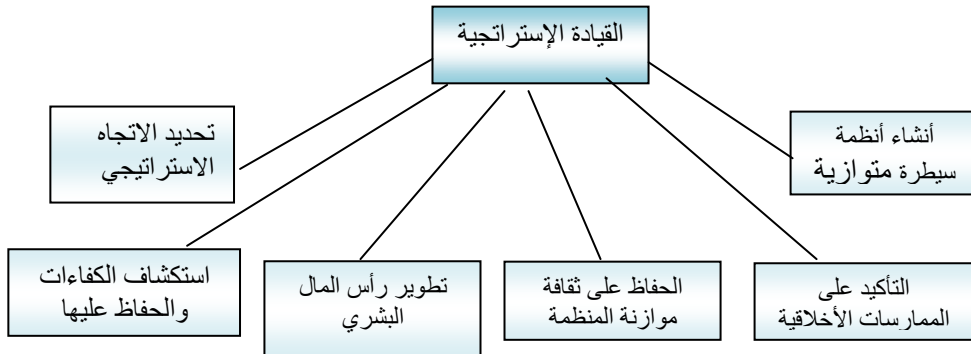 القيادة الإستراتجية
أنشاء أنظمة
سيطرة متوازية
تحديد الاتجاه
الاستراتيجي
التأكيد على
الممارسات الأخلاقية
الحفاظ على ثقافة
موازنة المنظمة
تطوير رأس المال
البشري
استكشاف الكفاءات
والحفاظ عليها